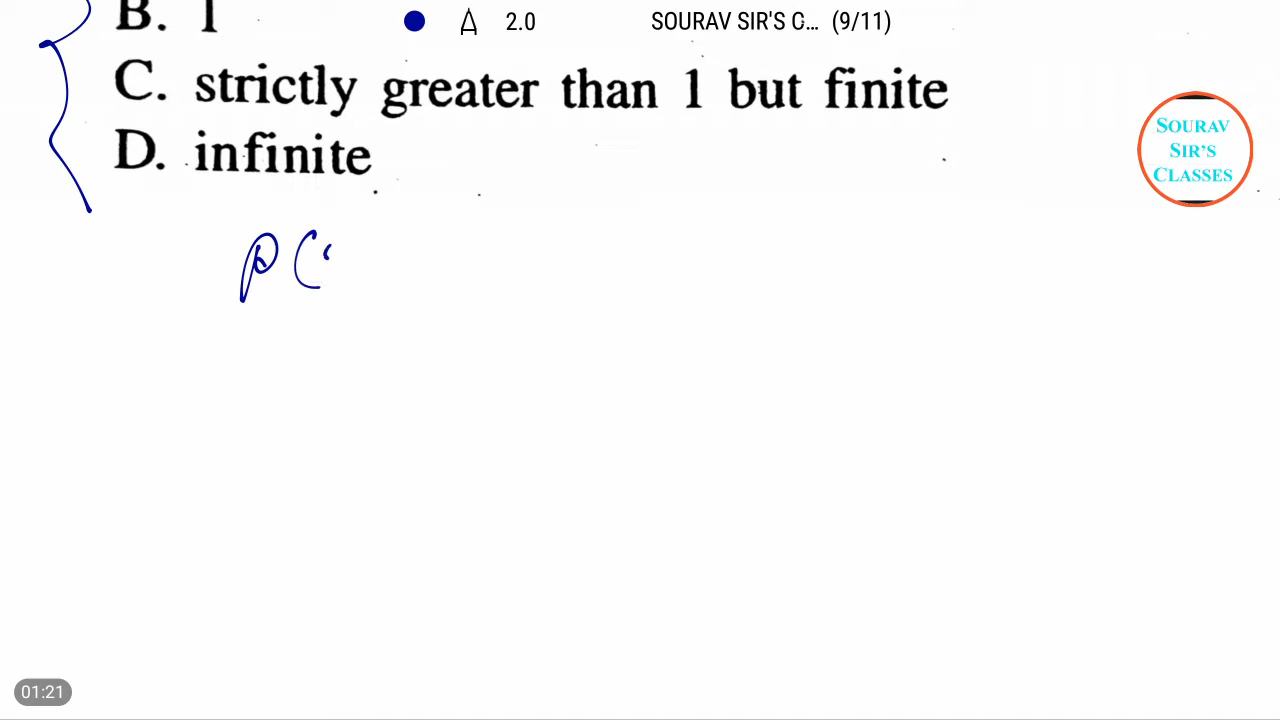 B. 1
2.0 SOURAV SIR'S C... (9/11)
C. strictly greater than 1 but finite
D. infinite
SOURAV
SIR'S
CLASSES
P(
01:21